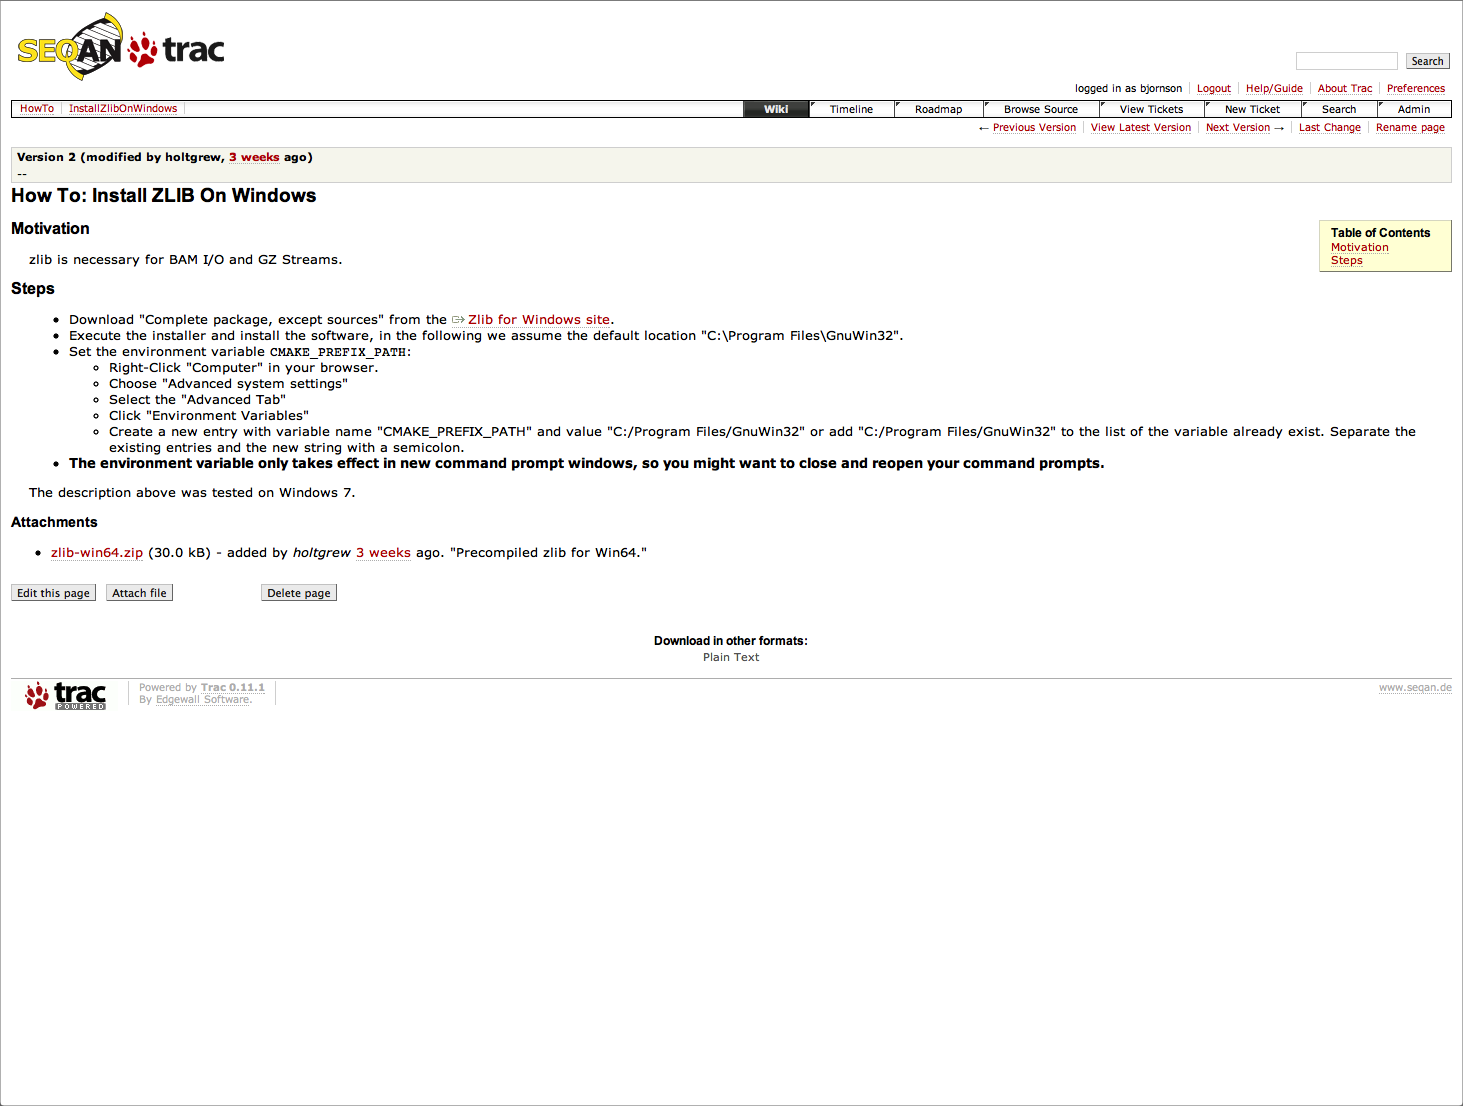 SEQAN trac
Search
logged in as bjornson Logout Help/Guide About Trac Preferences
HowTo InstallZlibOnWindows Wiki Timeline Roadmap Browse Source View Tickets New Ticket Search Admin
← Previous Version View Latest Version Next Version → Last Change Rename page
Version 2 (modified by holtgrew, 3 weeks ago)
--
How To: Install ZLIB On Windows
Table of Contents
Motivation
Steps
Motivation
zlib is necessary for BAM I/O and GZ Streams.
Steps
• Download "Complete package, except sources" from the Zlib for Windows site.
• Execute the installer and install the software, in the following we assume the default location "C:\Program Files\GnuWin32".
• Set the environment variable CMAKE_PREFIX_PATH:
◦ Right-Click "Computer" in your browser.
◦ Choose "Advanced system settings"
◦ Select the "Advanced Tab"
◦ Click "Environment Variables"
◦ Create a new entry with variable name "CMAKE_PREFIX_PATH" and value "C:/Program Files/GnuWin32" or add "C:/Program Files/GnuWin32" to the list of the variable already exist. Separate the
existing entries and the new string with a semicolon.
• The environment variable only takes effect in new command prompt windows, so you might want to close and reopen your command prompts.
The description above was tested on Windows 7.
Attachments
• zlib-win64.zip (30.0 kB) - added by holtgrew 3 weeks ago. "Precompiled zlib for Win64."
Edit this page Attach file Delete page
Download in other formats:
Plain Text
trac POWERED
Powered by Trac 0.11.1
By Edgewall Software.
www.seqan.de